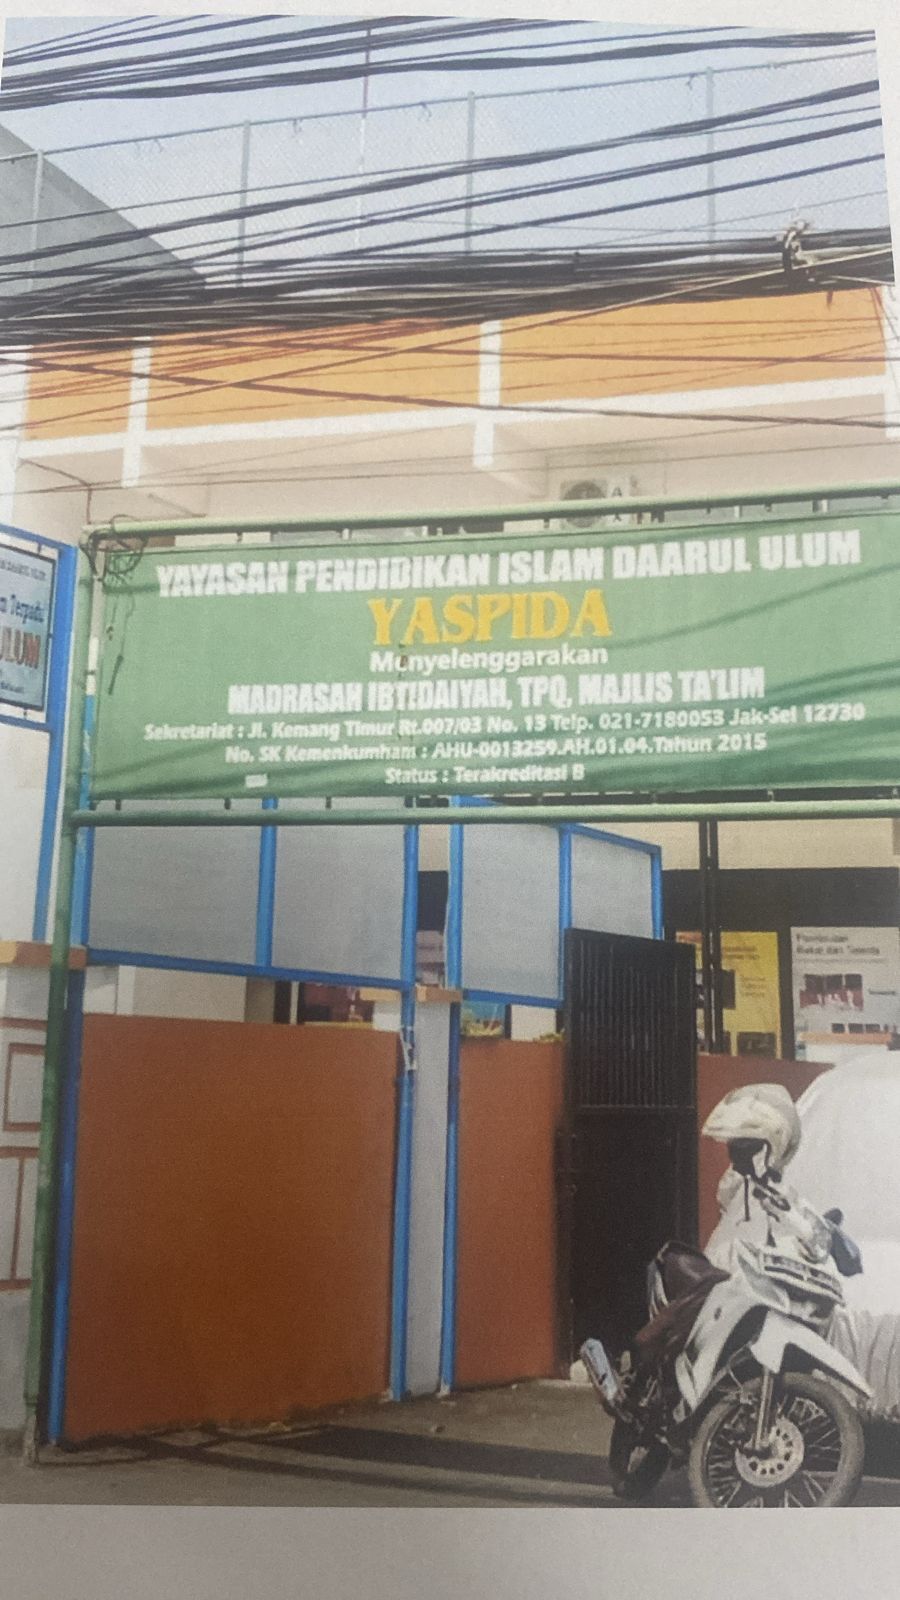 YAYASAN PENDIDIKAN ISLAM DAARUL ULUM
YASPIDA
Menyelenggarakan
MADRASAH IBTIDAIYAH, TPQ, MAJLIS TA'LIM
Sekretariat : Jl. Kemang Timur Rt.007/03 No. 13 Telp. 021-7180053 Jak-Sel 12730
No. SK Kemenkumham : AHU-0013259.AH.01.04.Tahun 2015
Status : Terakreditasi B
Terpadu
ULUM